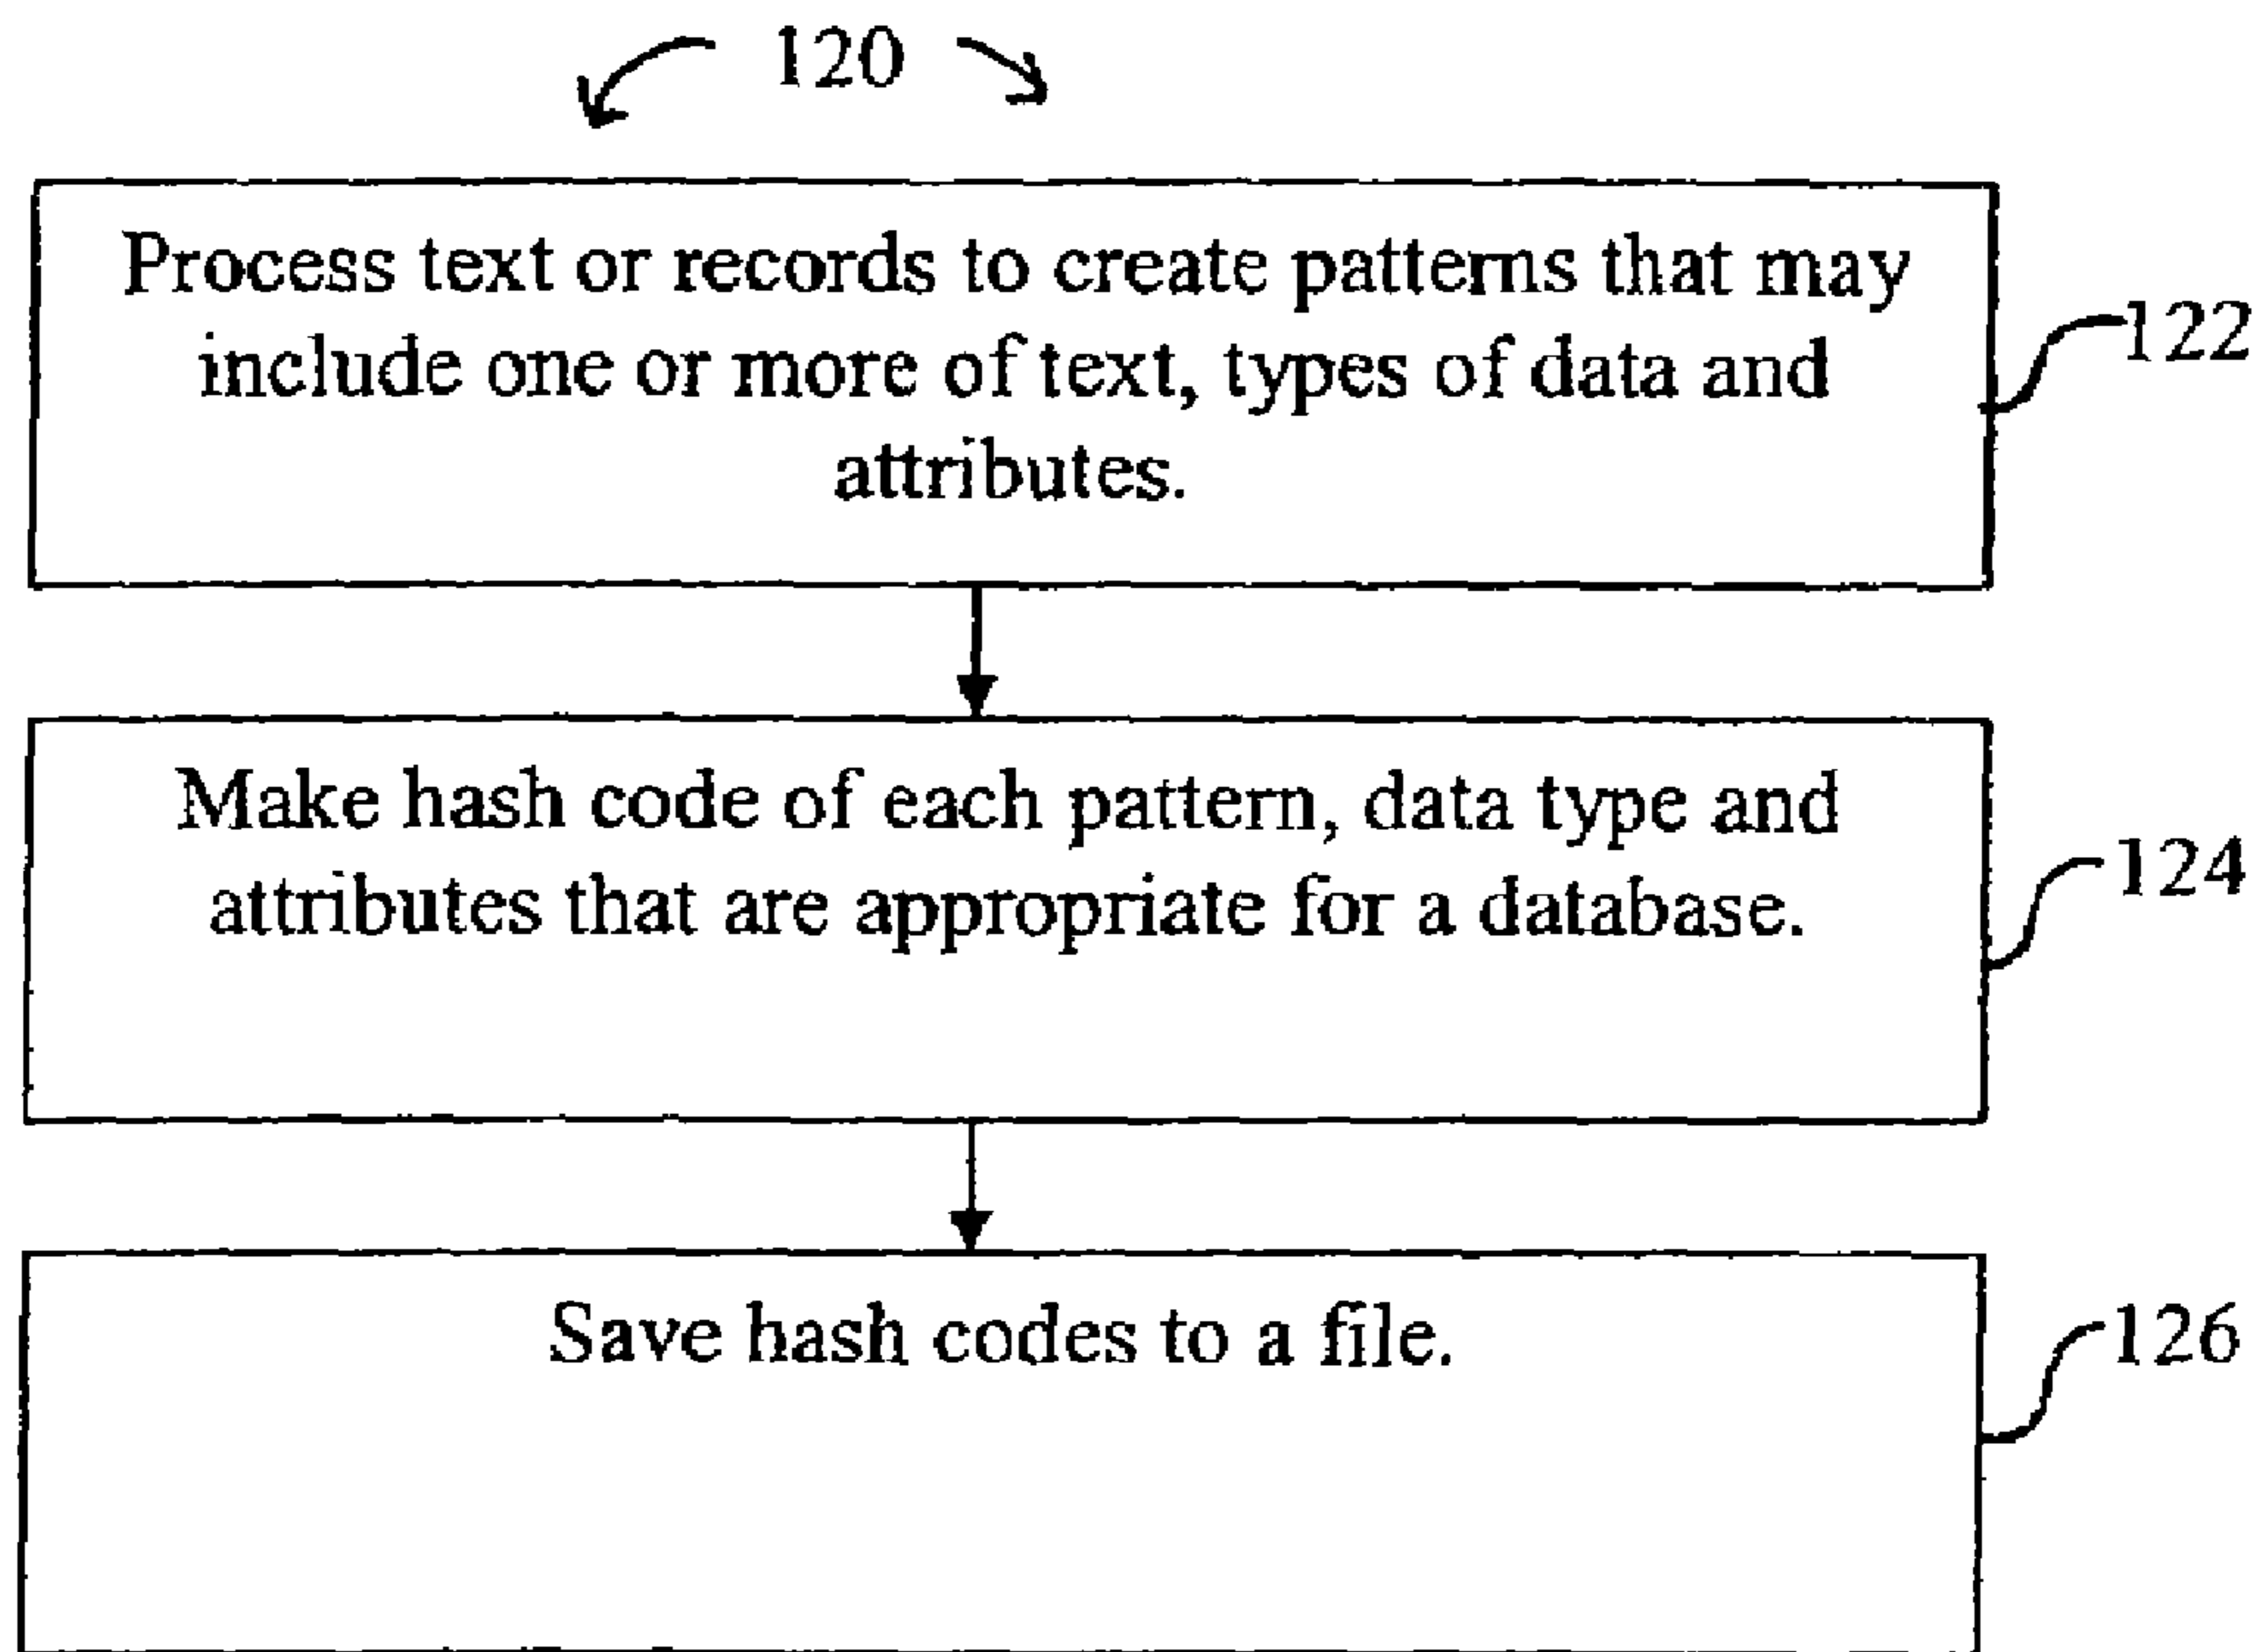 120
Process text or records to create patterns that may
include one or more of text, types of data and
attributes.
122
Make hash code of each pattern, data type and
attributes that are appropriate for a database.
124
Save hash codes to a file.
126